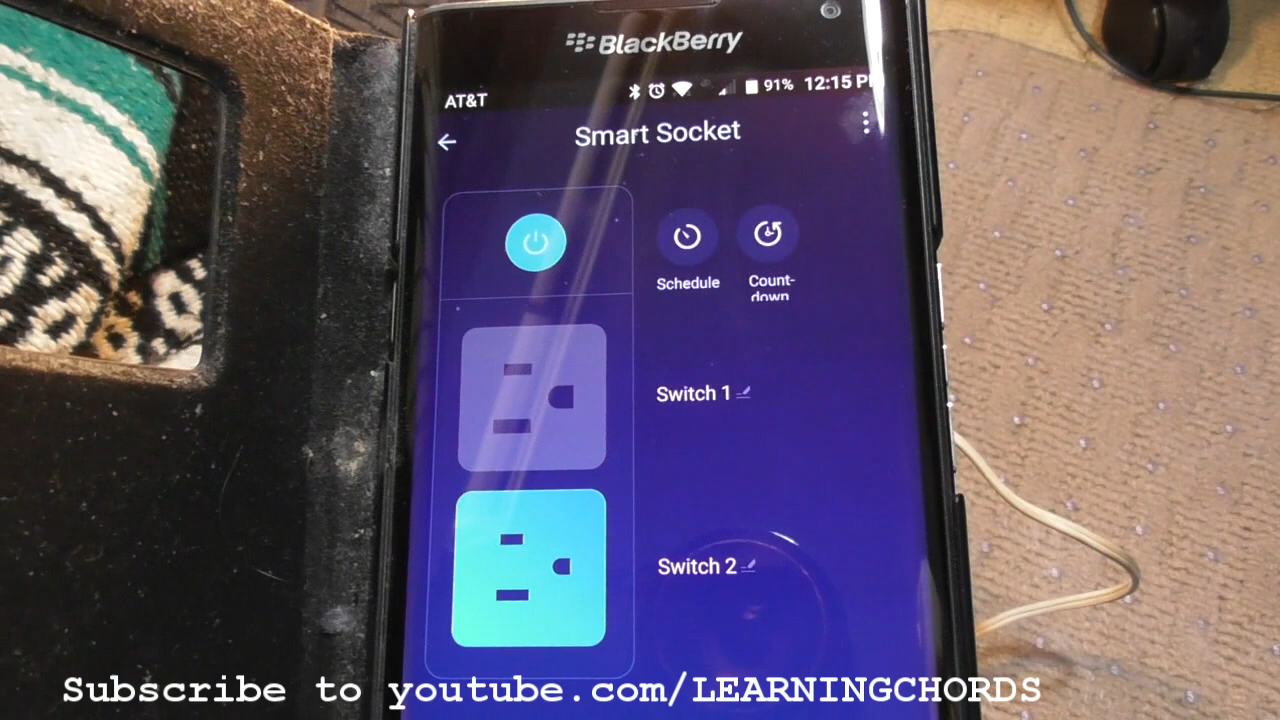 BlackBerry
AT&T 91% 12:15 P
Smart Socket
Schedule
Count-
down
Switch 1
Switch 2
Subscribe to youtube.com/LEARNINGCHORDS